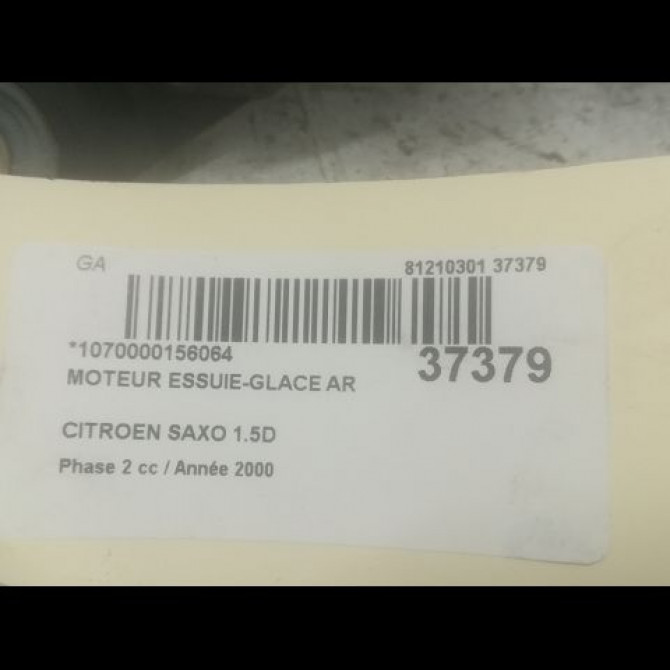 GA 81210301 37379
*1070000156064 37379
MOTEUR ESSUIE-GLACE AR
CITROEN SAXO 1.5D
Phase 2 cc / Année 2000